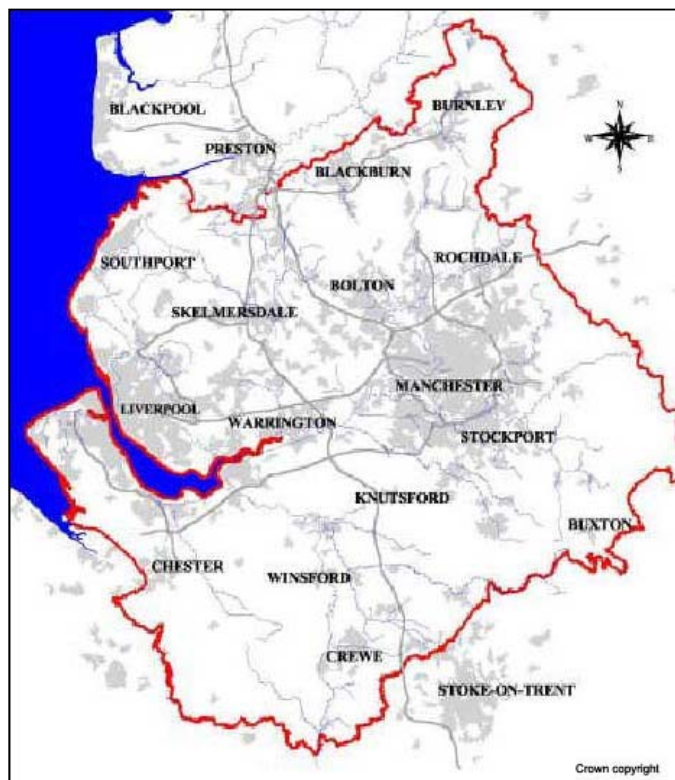 BLACKPOOL
BURNLEY
PRESTON
BLACKBURN
N
W E
S
SOUTHPORT
ROCHDALE
BOLTON
SKELMERSDALE
MANCHESTER
LIVERPOOL
WARRINGTON
STOCKPORT
KNUTSFORD
BUXTON
CHESTER
WINSFORD
CREWE
STOKE-ON-TRENT
Crown copyright